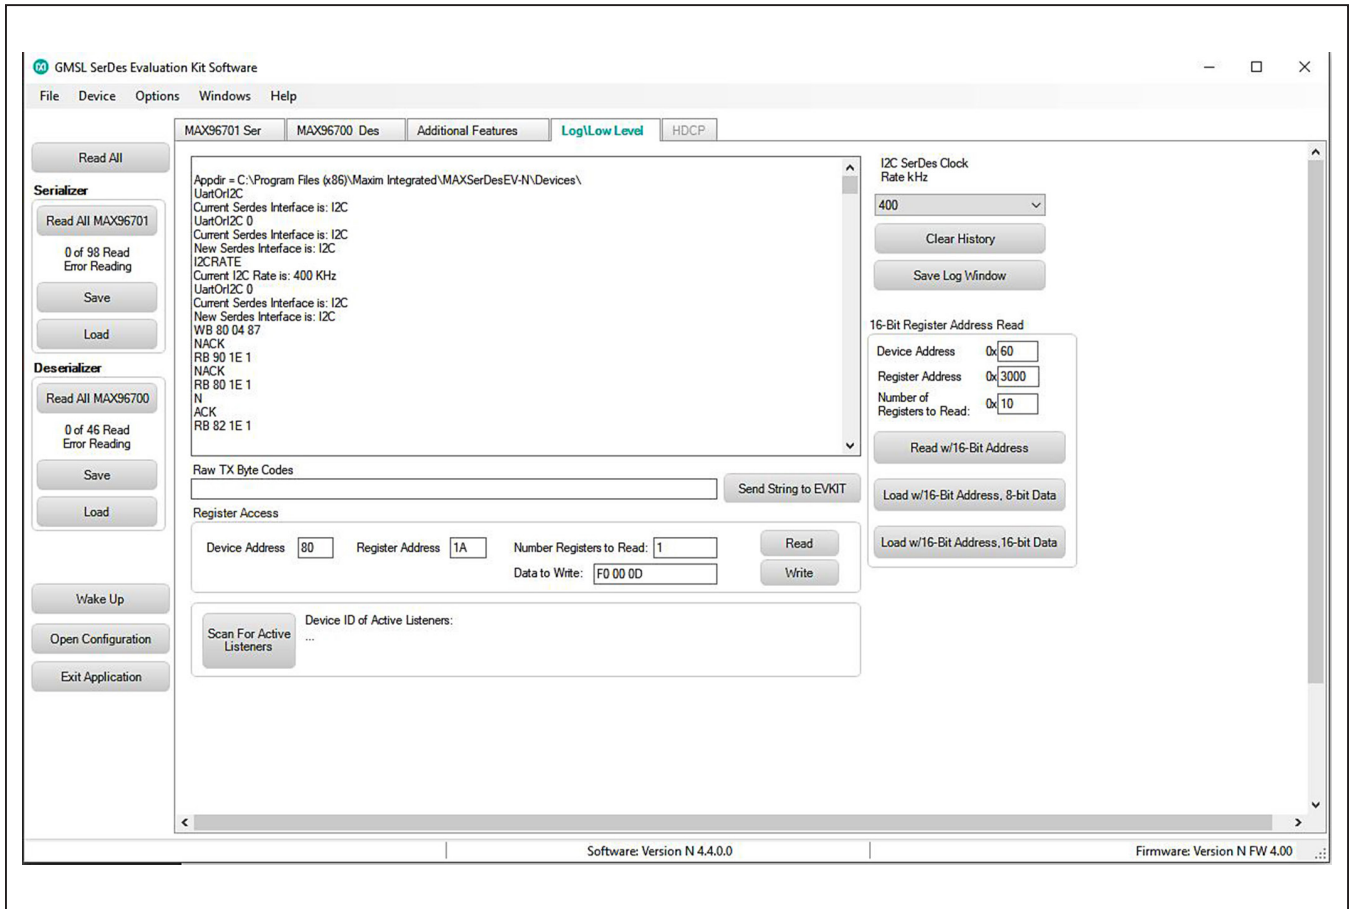 GMSL SerDes Evaluation Kit Software
File Device Options Windows Help
MAX96701 Ser MAX96700 Des Additional Features Log\Low Level HDCP
Read All
Serializer
Read All MAX96701
0 of 98 Read
Error Reading
Save
Load
Deserializer
Read All MAX96700
0 of 46 Read
Error Reading
Save
Load
Wake Up
Open Configuration
Exit Application
Appdir = C:\Program Files (x86)\Maxim Integrated\MAXSerDesEV-N\Devices\
UartOrI2C
Current Serdes Interface is: I2C
UartOrI2C 0
Current Serdes Interface is: I2C
New Serdes Interface is: I2C
I2CRATE
Current I2C Rate is: 400 KHz
UartOrI2C 0
Current Serdes Interface is: I2C
New Serdes Interface is: I2C
WB 80 04 87
NACK
RB 90 1E 1
NACK
RB 80 1E 1
N
ACK
RB 82 1E 1
Raw TX Byte Codes
Send String to EVKIT
Register Access
Device Address 80 Register Address 1A Number Registers to Read: 1 Read
Data to Write: F0 00 0D Write
Scan For Active
Listeners
Device ID of Active Listeners:
...
I2C SerDes Clock
Rate kHz
400
Clear History
Save Log Window
16-Bit Register Address Read
Device Address 0x 60
Register Address 0x 3000
Number of
Registers to Read: 0x 10
Read w/16-Bit Address
Load w/16-Bit Address, 8-bit Data
Load w/16-Bit Address,16-bit Data
Software: Version N 4.4.0.0
Firmware: Version N FW 4.00